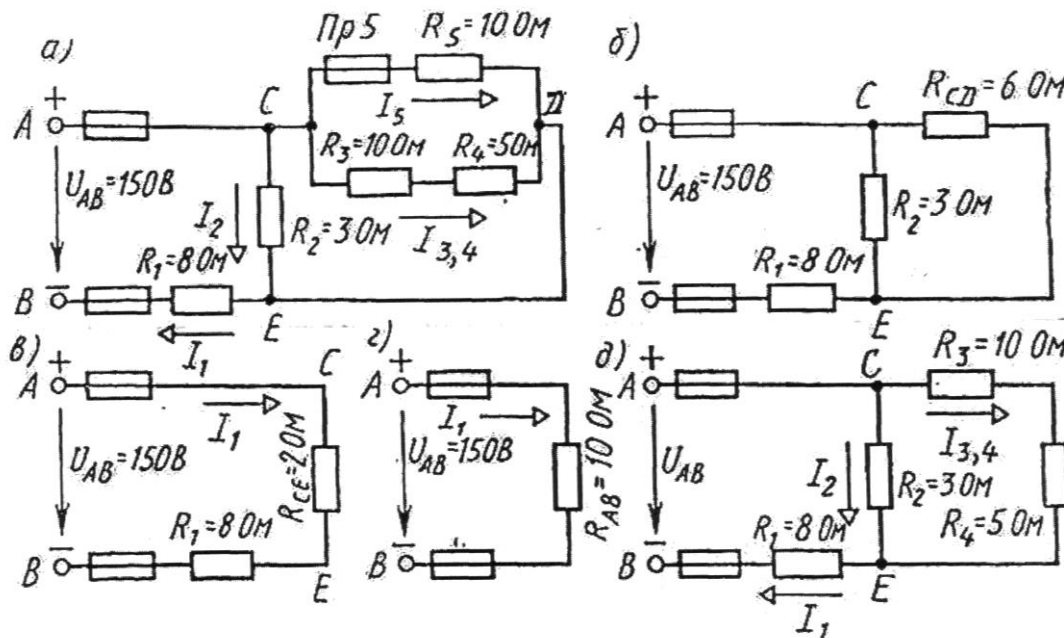 а)
Пр 5
R5=10 Ом
б)
+
A
C
I5
D
UAB=150В
R3=10 Ом
R4=5 Ом
I2
R2=3 Ом
I3,4
R1=8 Ом
−
B
E
I1
+
A
C
RCD=6 Ом
UAB=150В
R2=3 Ом
R1=8 Ом
−
B
E
в)
+
A
C
I1
UAB=150В
RCE=2 Ом
R1=8 Ом
−
B
E
г)
+
A
I1
UAB=150В
RAB=10 Ом
−
B
д)
+
A
C
R3=10 Ом
I3,4
UAB
I2
R2=3 Ом
R1=8 Ом
R4=5 Ом
−
B
E
I1